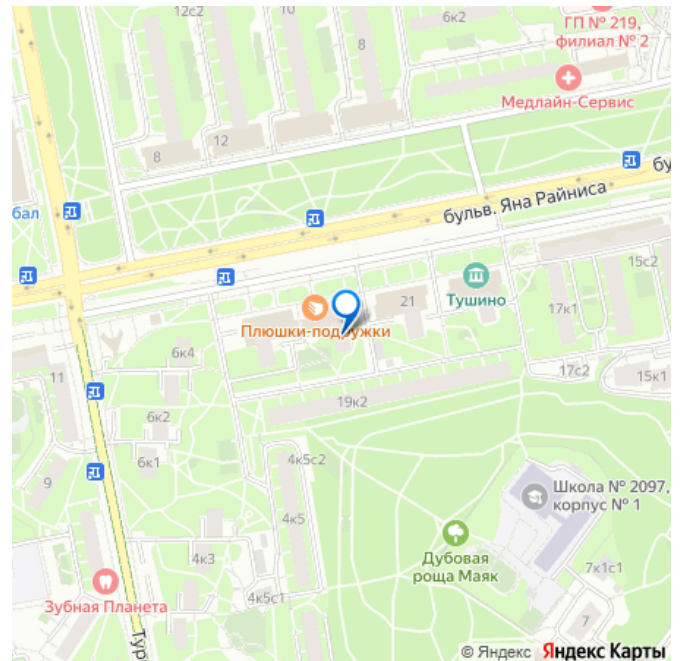 12с2
10
6к2
ГП № 219,
филиал № 2
8
Медлайн-Сервис
12
8
бу
бульв. Яна Райниса
бал
15с2
21
Тушино
17к1
Плюшки-подружки
6к4
11
17с2
15к1
19к2
6к2
6к1
4к5с2
9
Школа № 2097,
корпус № 1
4к5
Дубовая
роща Маяк
4к3
7к1с1
4к5с1
Зубная Планета
7
Тур
© Яндекс Яндекс Карты